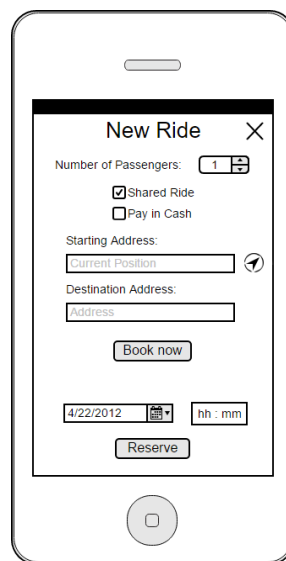 New Ride
Number of Passengers: 1
Shared Ride
Pay in Cash
Starting Address:
Current Position
Destination Address:
Address
Book now
4/22/2012 hh : mm
Reserve